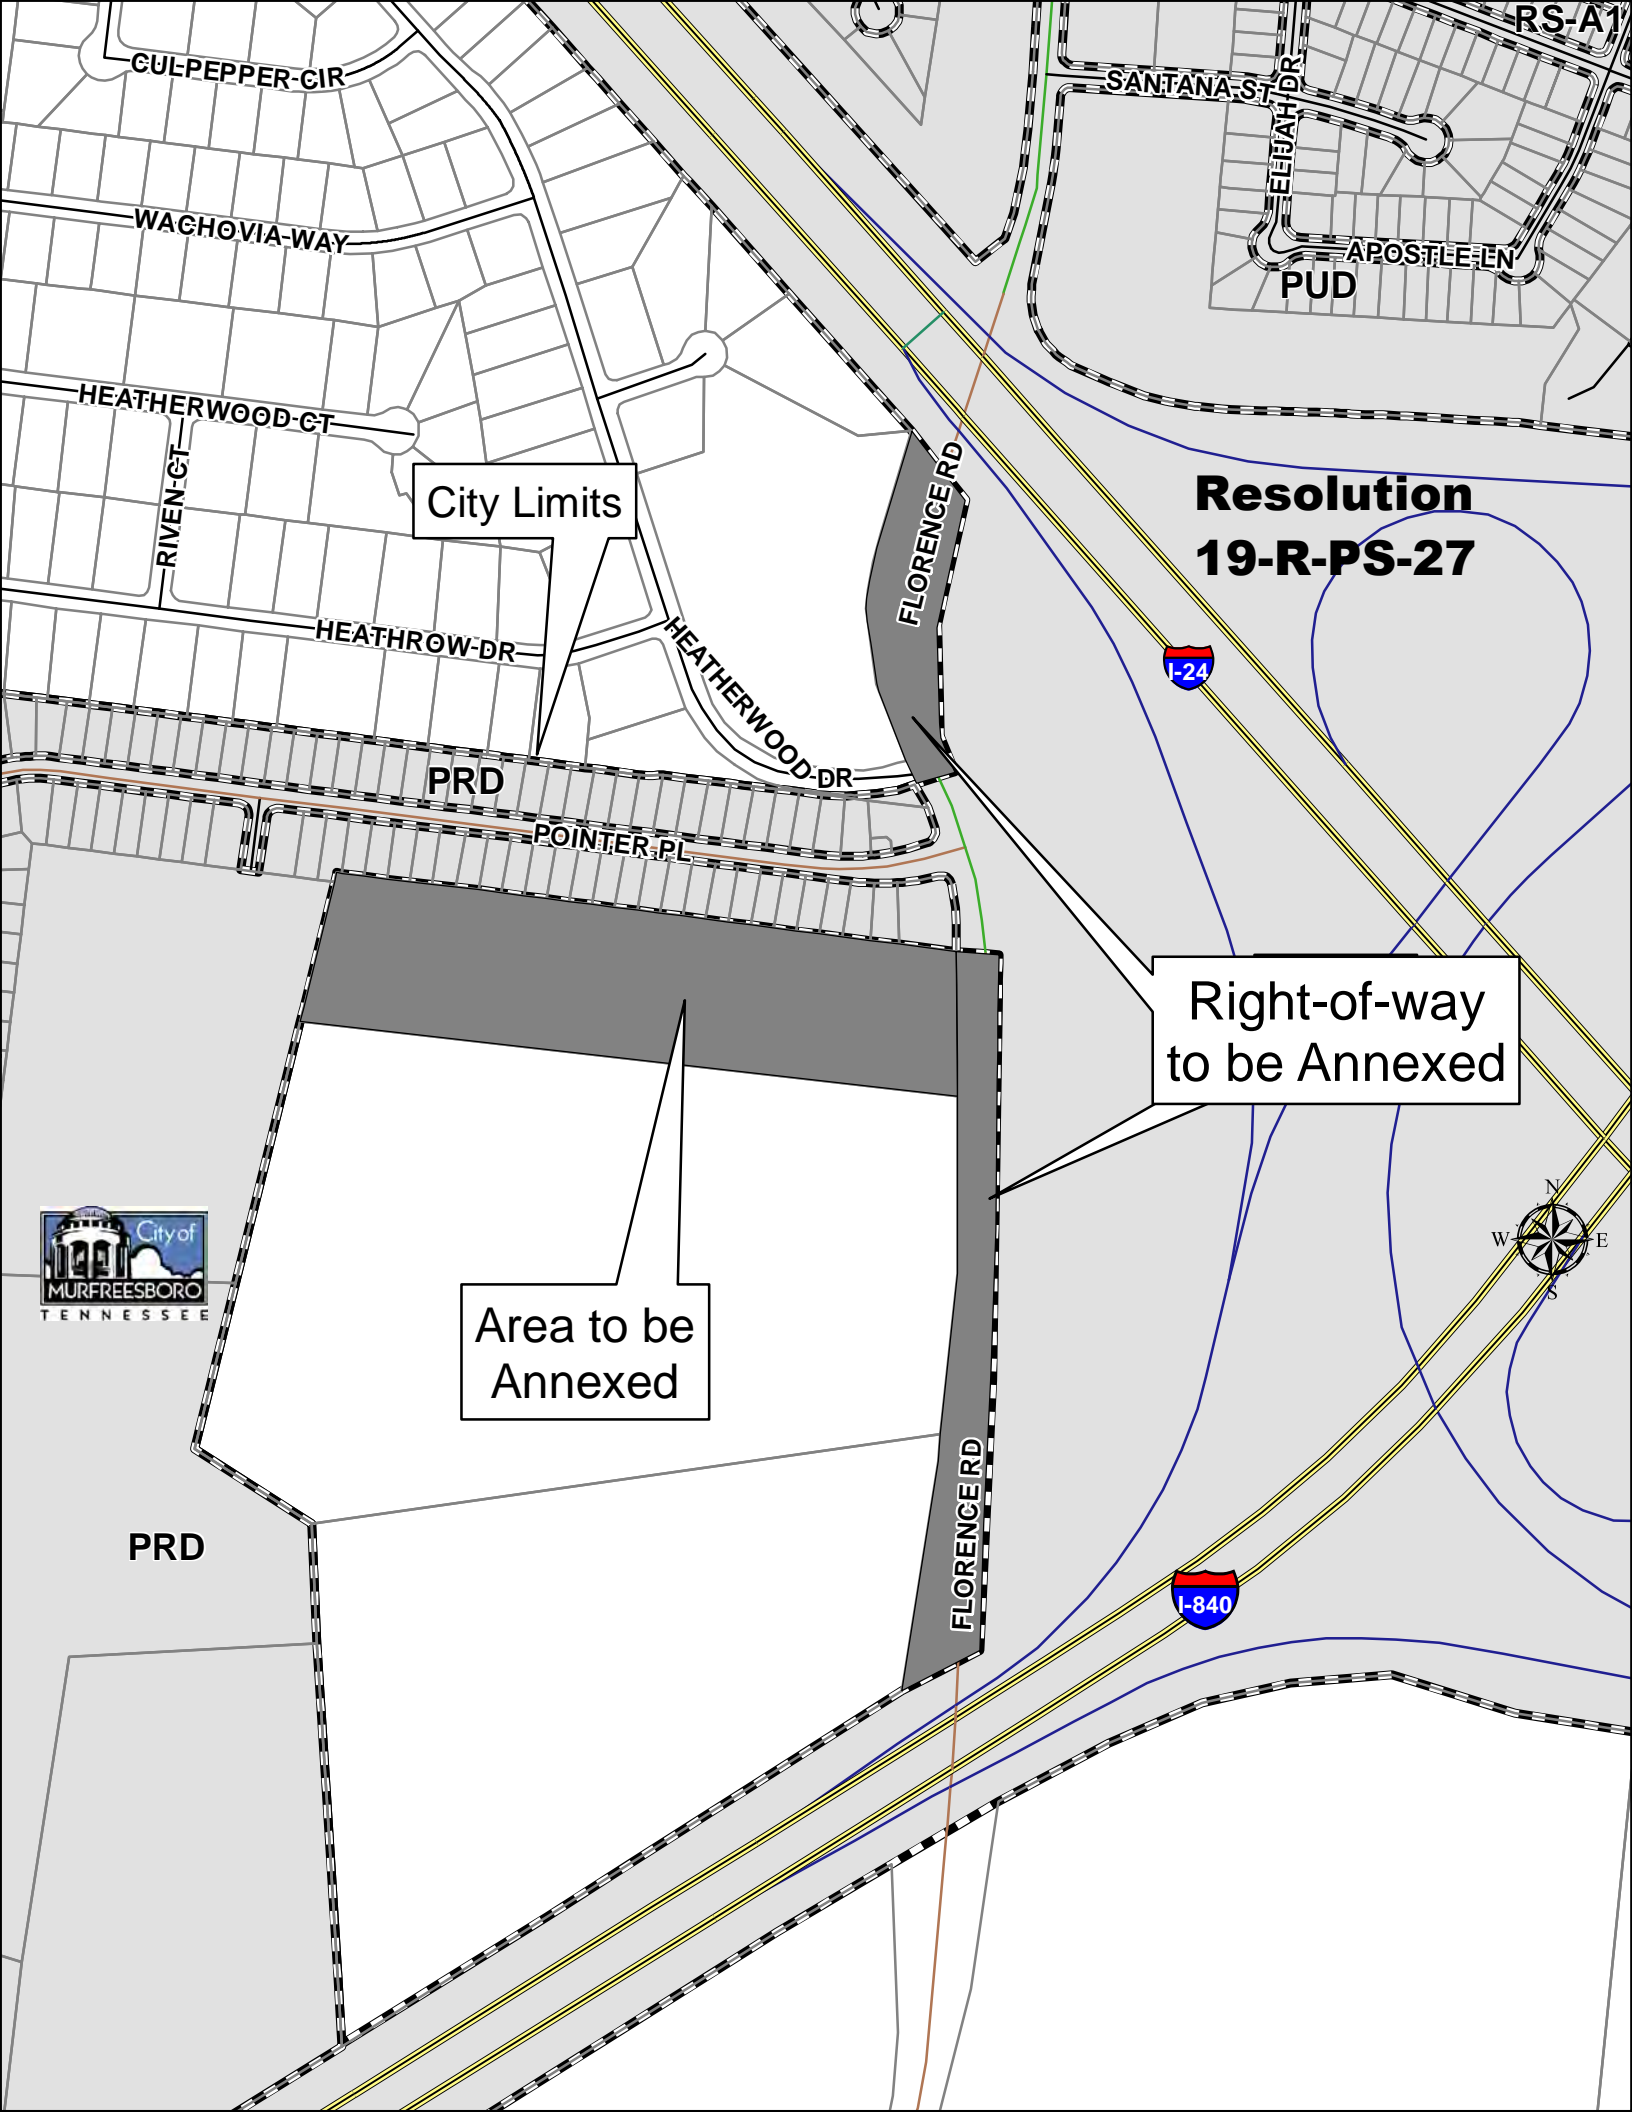 RS-A1
CULPEPPER CIR
SANTANA ST
ELIJAH DR
WACHOVIA WAY
APOSTLE LN
PUD
HEATHERWOOD CT
RIVEN CT
City Limits
FLORENCE RD
Resolution
19-R-PS-27
HEATHROW DR
HEATHERWOOD DR
I-24
PRD
POINTER PL
Right-of-way
to be Annexed
N
W
E
S
City of
MURFREESBORO
TENNESSEE
Area to be
Annexed
FLORENCE RD
PRD
I-840